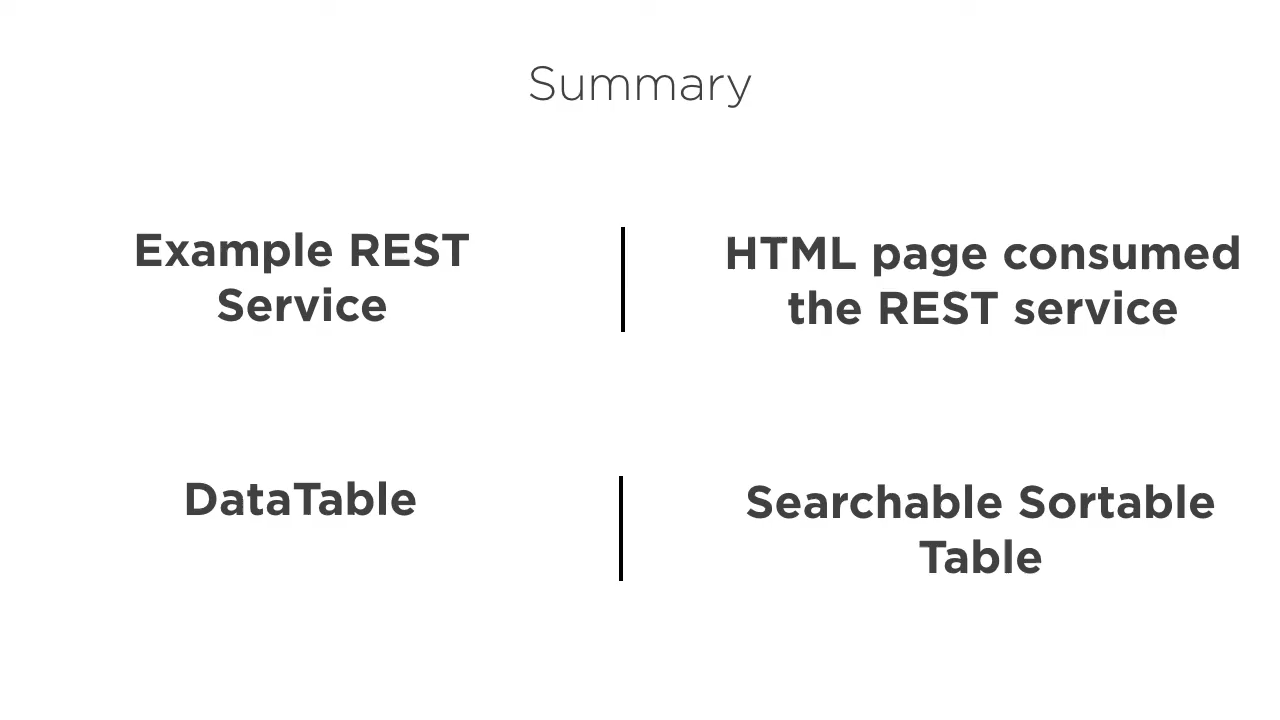 Summary
Example REST
Service
HTML page consumed
the REST service
DataTable
Searchable Sortable
Table